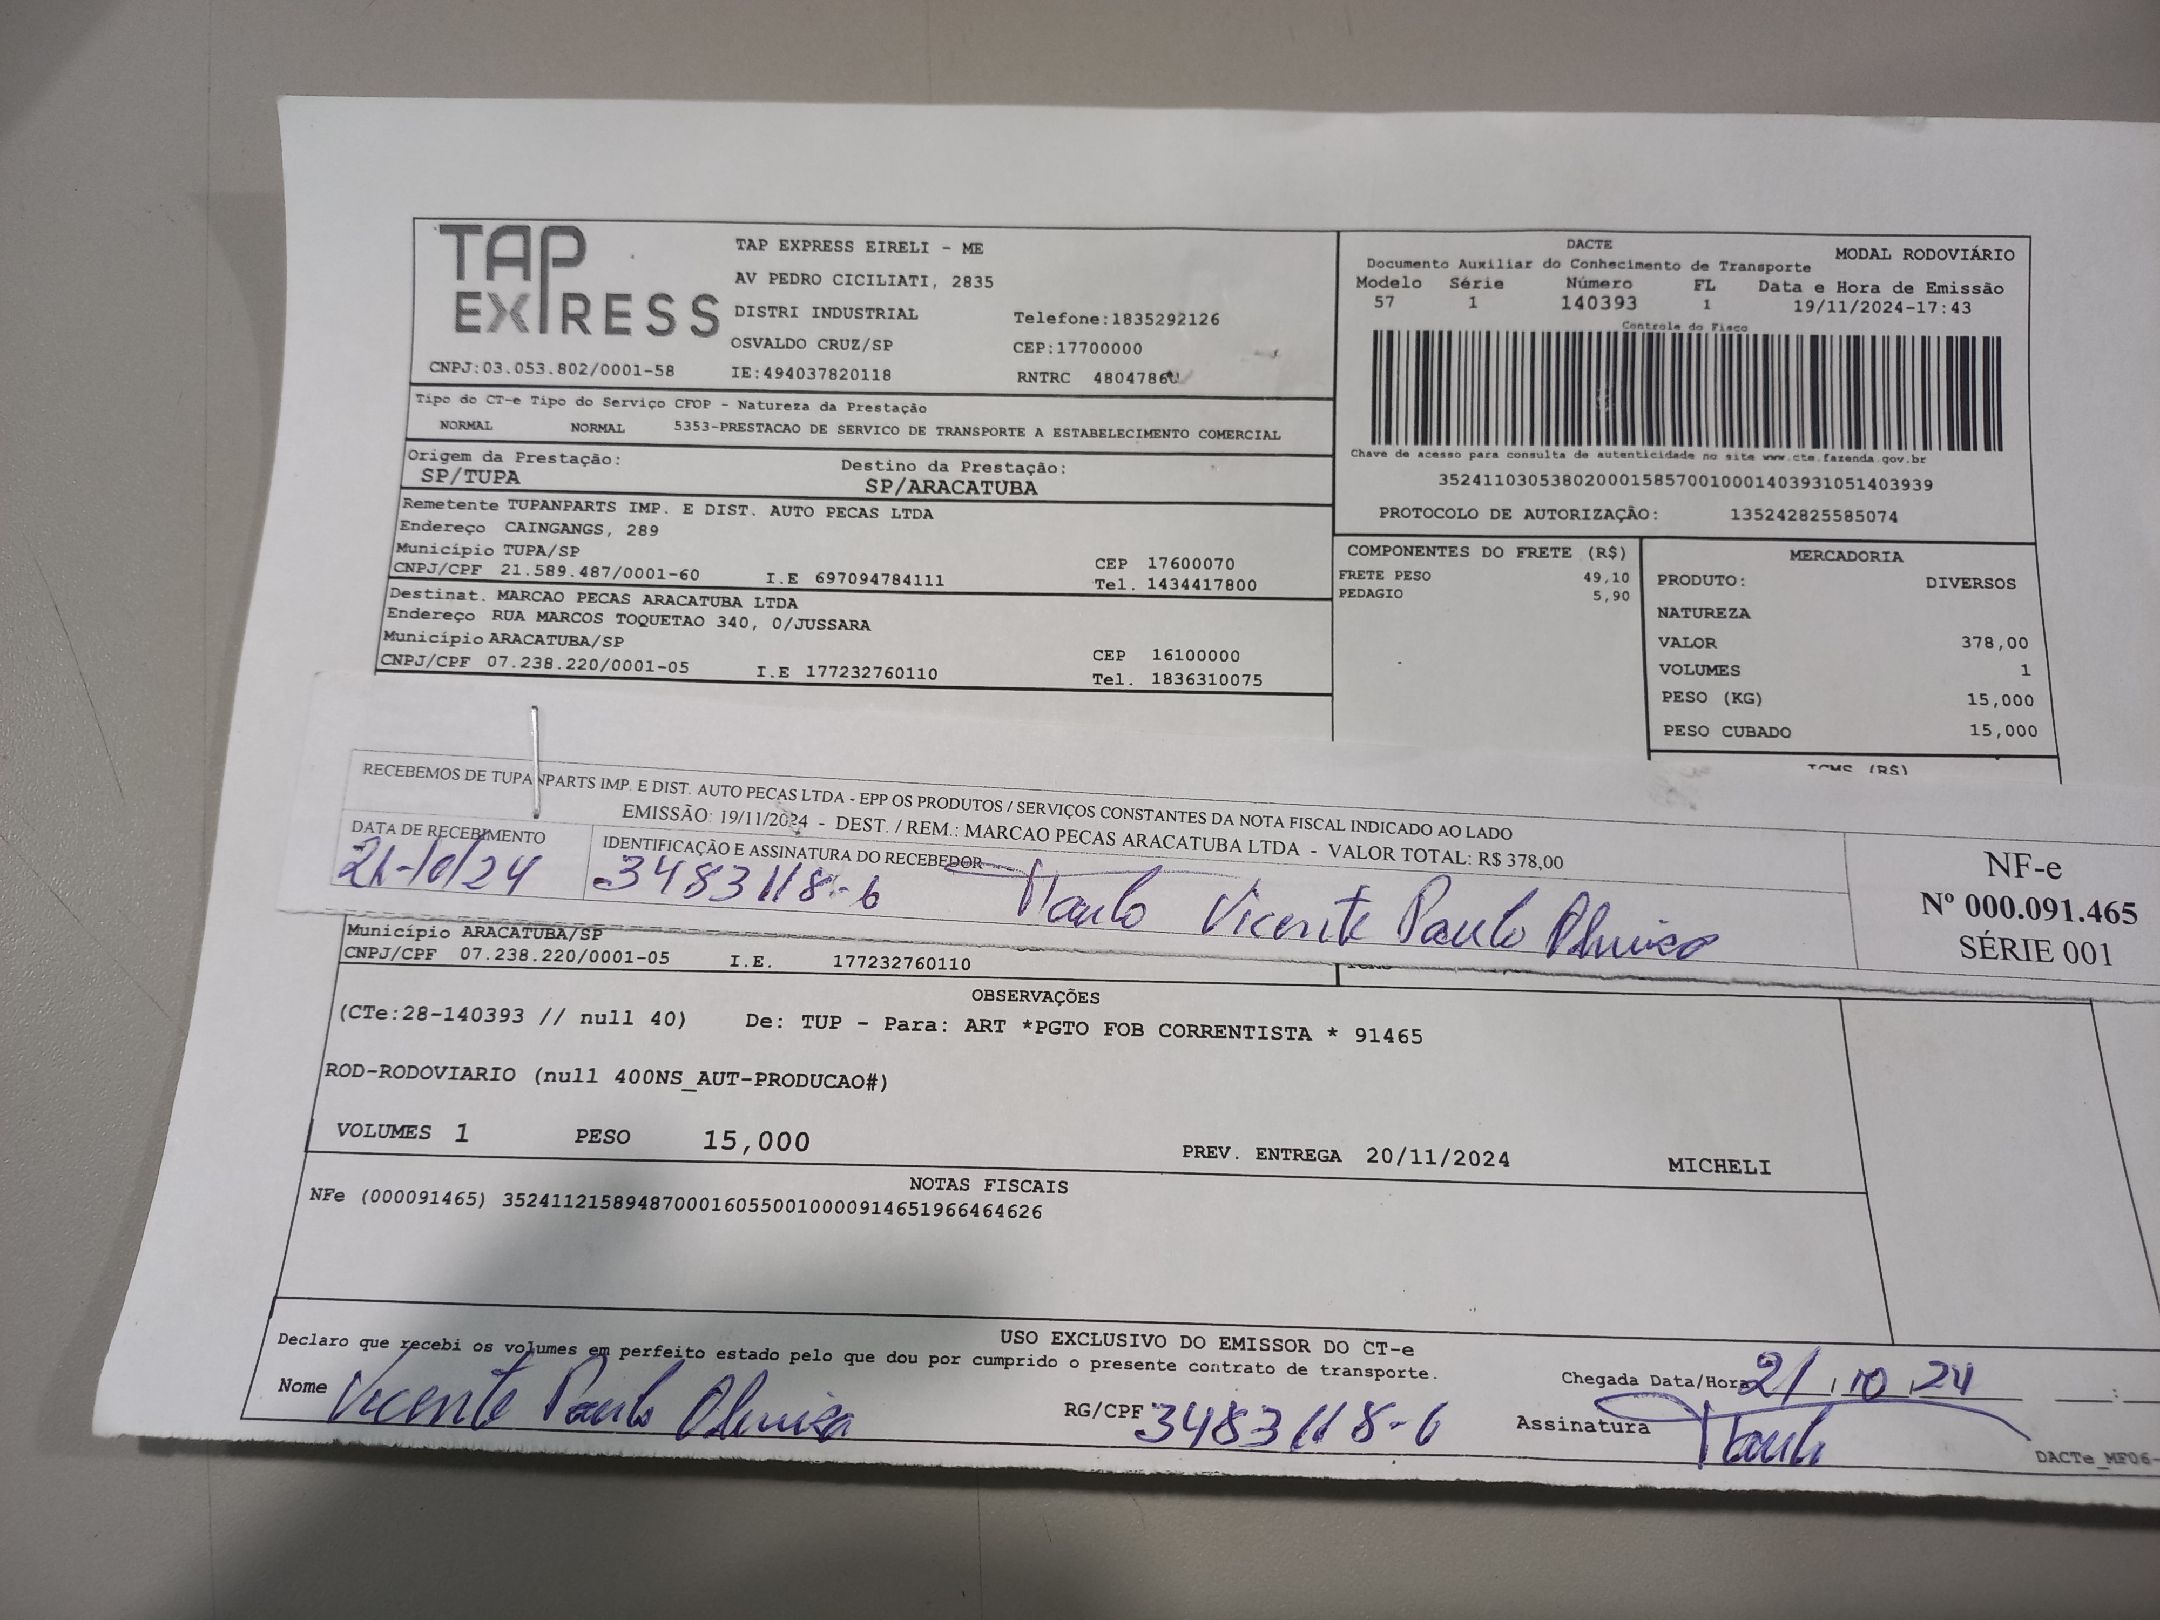 TAP
EXPRESS
TAP EXPRESS EIRELI - ME
AV PEDRO CICILIATI, 2835
DISTRI INDUSTRIAL
Telefone:1835292126
OSVALDO CRUZ/SP
CEP:17700000
CNPJ:03.053.802/0001-58
IE:494037820118
RNTRC 4804786
DACTE
MODAL RODOVIÁRIO
Documento Auxiliar do Conhecimento de Transporte
Modelo Série Número FL Data e Hora de Emissão
57 1 140393 1 19/11/2024-17:43
Controle do Fisco
Chave de acesso para consulta de autenticidade no site www.cte.fazenda.gov.br
35241103053802000158570010001403931051403939
PROTOCOLO DE AUTORIZAÇÃO: 135242825585074
Tipo do CT-e Tipo do Serviço CFOP - Natureza da Prestação
NORMAL NORMAL 5353-PRESTACAO DE SERVICO DE TRANSPORTE A ESTABELECIMENTO COMERCIAL
Origem da Prestação: Destino da Prestação:
SP/TUPA SP/ARACATUBA
Remetente TUPANPARTS IMP. E DIST. AUTO PECAS LTDA
Endereço CAINGANGS, 289
Município TUPA/SP CEP 17600070
CNPJ/CPF 21.589.487/0001-60 I.E 697094784111 Tel. 1434417800
Destinat. MARCAO PECAS ARACATUBA LTDA
Endereço RUA MARCOS TOQUETAO 340, 0/JUSSARA
Município ARACATUBA/SP CEP 16100000
CNPJ/CPF 07.238.220/0001-05 I.E 177232760110 Tel. 1836310075
COMPONENTES DO FRETE (R$)
FRETE PESO 49,10
PEDAGIO 5,90
MERCADORIA
PRODUTO: DIVERSOS
NATUREZA
VALOR 378,00
VOLUMES 1
PESO (KG) 15,000
PESO CUBADO 15,000
ICMS (R$)
RECEBEMOS DE TUPANPARTS IMP. E DIST. AUTO PECAS LTDA - EPP OS PRODUTOS / SERVIÇOS CONSTANTES DA NOTA FISCAL INDICADO AO LADO
EMISSÃO: 19/11/2024 - DEST. / REM.: MARCAO PECAS ARACATUBA LTDA - VALOR TOTAL: R$ 378,00
DATA DE RECEBIMENTO
IDENTIFICAÇÃO E ASSINATURA DO RECEBEDOR
21-10/24 3483118-6 Paulo Vicente Paulo Oliveira
NF-e
Nº 000.091.465
SÉRIE 001
Município ARACATUBA/SP
CNPJ/CPF 07.238.220/0001-05 I.E. 177232760110
OBSERVAÇÕES
(CTe:28-140393 // null 40) De: TUP - Para: ART *PGTO FOB CORRENTISTA * 91465
ROD-RODOVIARIO (null 400NS_AUT-PRODUCAO#)
VOLUMES 1 PESO 15,000 PREV. ENTREGA 20/11/2024 MICHELI
NOTAS FISCAIS
NFe (000091465) 35241121589487000160550010000914651966464626
USO EXCLUSIVO DO EMISSOR DO CT-e
Declaro que recebi os volumes em perfeito estado pelo que dou por cumprido o presente contrato de transporte.
Nome Vicente Paulo Oliveira RG/CPF 3483118-6
Chegada Data/Hora 21,10,24 :
Assinatura Paulo
DACTe_MF06-